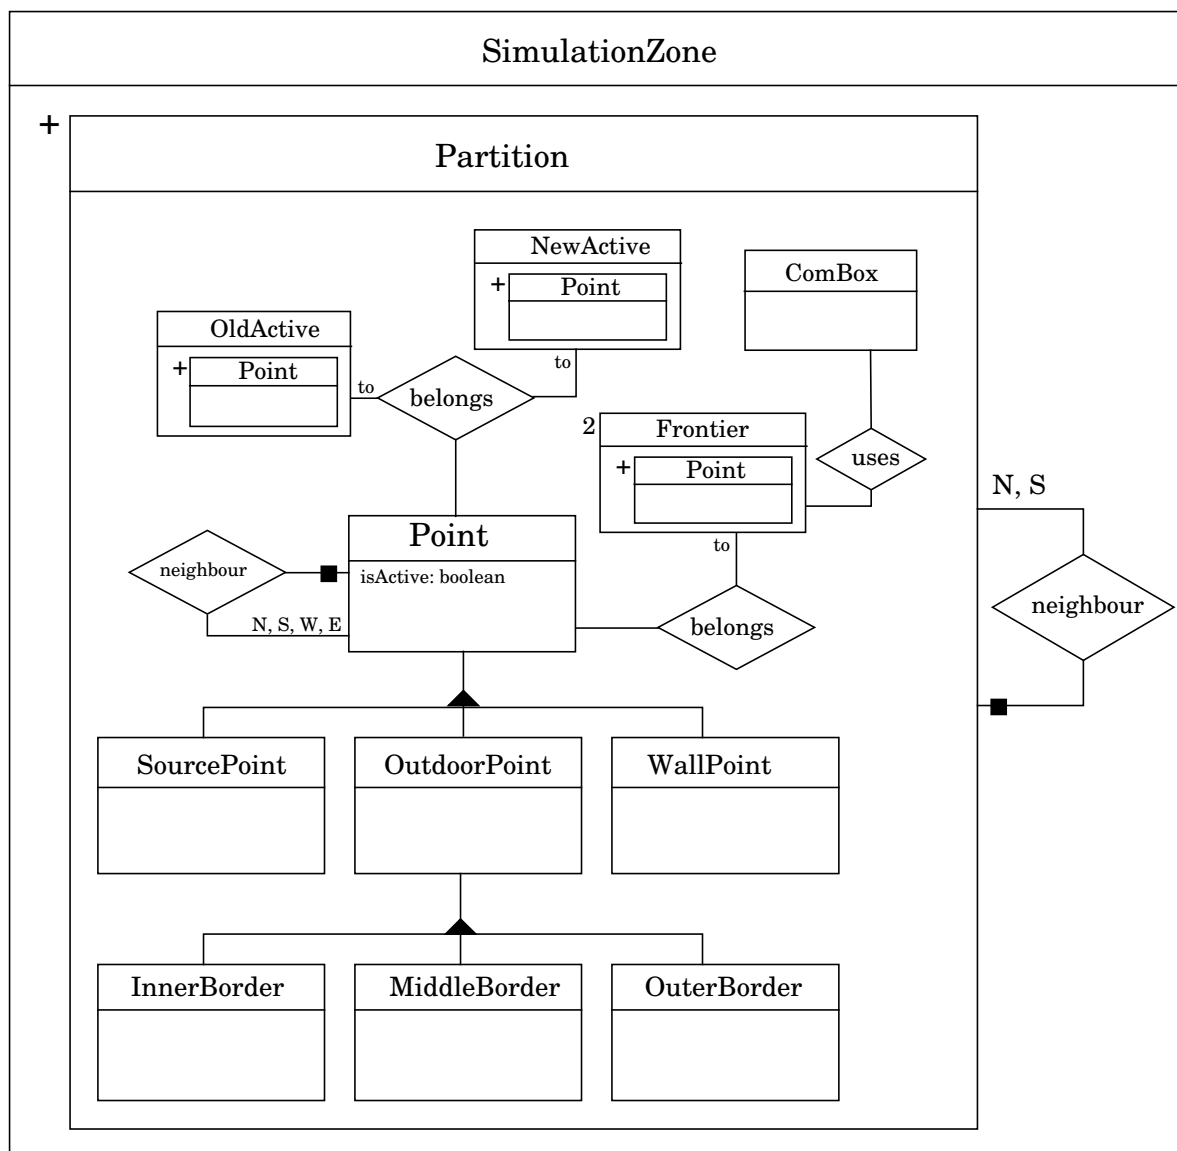 SimulationZone
+
Partition
NewActive
+ Point
ComBox
OldActive
+ Point
to
belongs
to
2
Frontier
+ Point
uses
N, S
Point
to
neighbour
isActive: boolean
N, S, W, E
belongs
neighbour
SourcePoint
OutdoorPoint
WallPoint
InnerBorder
MiddleBorder
OuterBorder